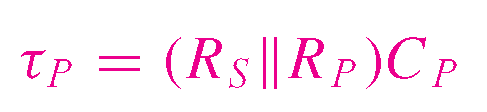 τ_P = (R_S‖R_P)C_P